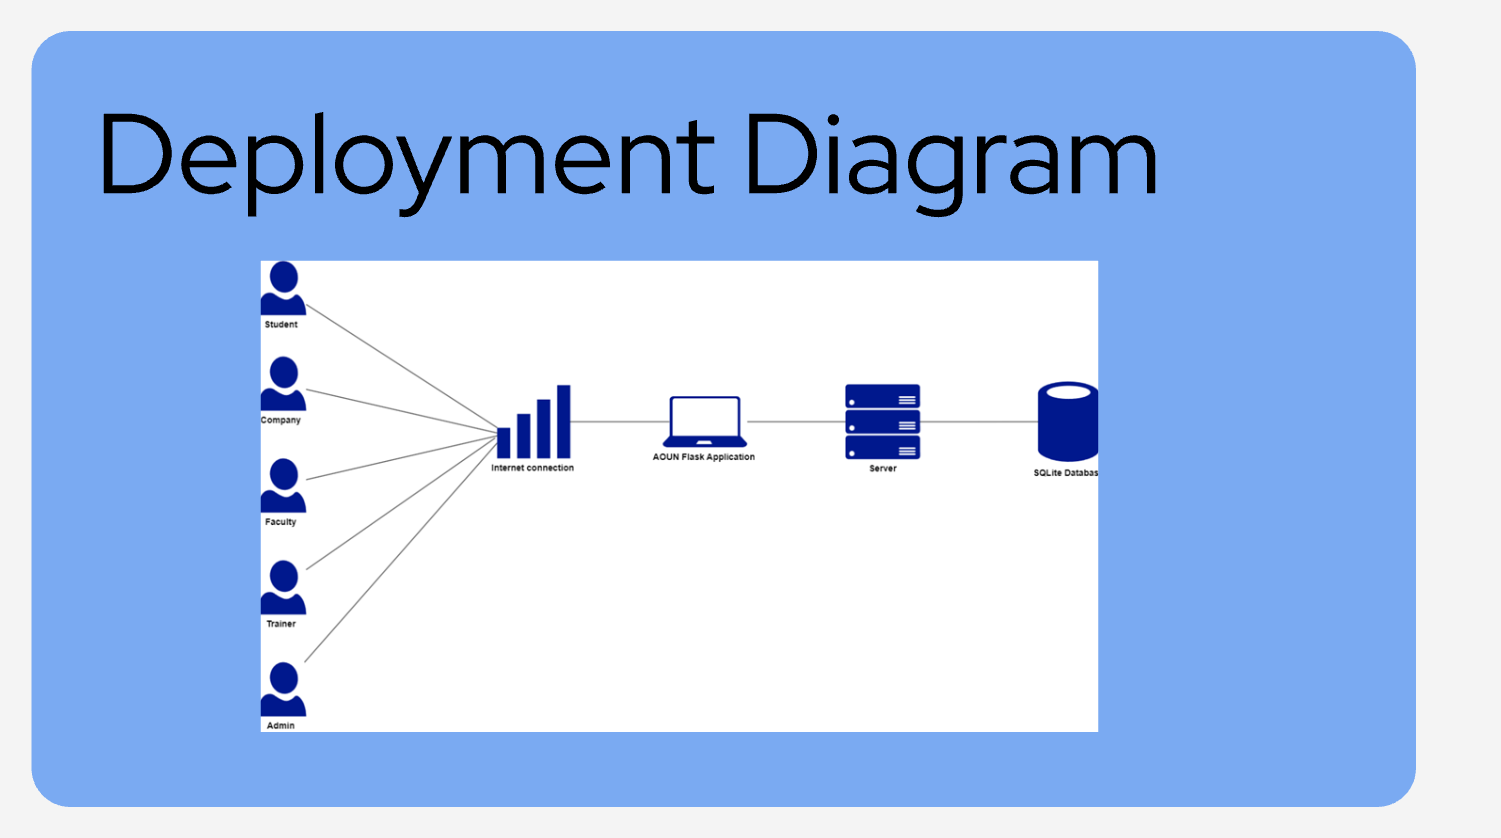 Deployment Diagram
Student
Company
Faculty
Trainer
Admin
Internet connection
AOUN Flask Application
Server
SQLite Databas